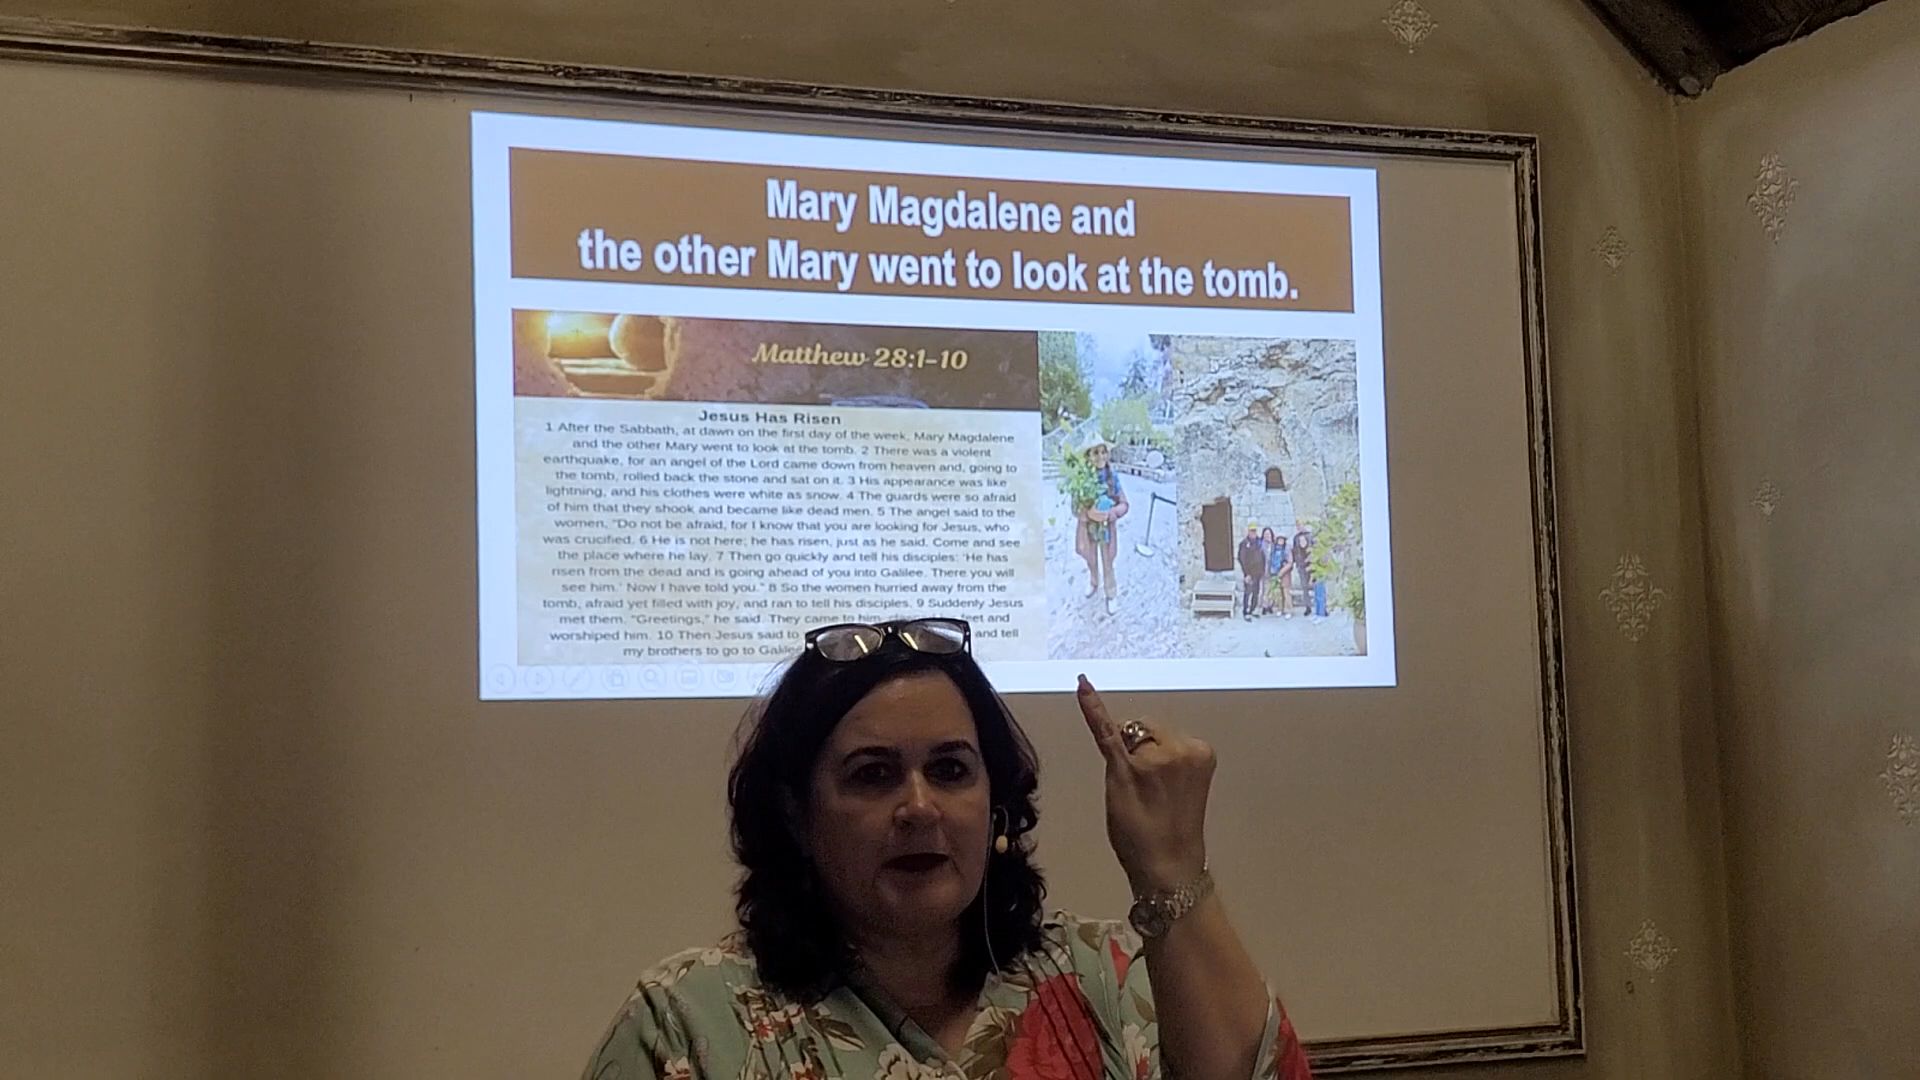 Mary Magdalene and
the other Mary went to look at the tomb.
Matthew 28:1-10
Jesus Has Risen
1 After the Sabbath, at dawn on the first day of the week, Mary Magdalene
and the other Mary went to look at the tomb. 2 There was a violent
earthquake, for an angel of the Lord came down from heaven and, going to
the tomb, rolled back the stone and sat on it. 3 His appearance was like
lightning, and his clothes were white as snow. 4 The guards were so afraid
of him that they shook and became like dead men. 5 The angel said to the
women, "Do not be afraid, for I know that you are looking for Jesus, who
was crucified. 6 He is not here; he has risen, just as he said. Come and see
the place where he lay. 7 Then go quickly and tell his disciples: 'He has
risen from the dead and is going ahead of you into Galilee. There you will
see him.' Now I have told you." 8 So the women hurried away from the
tomb, afraid yet filled with joy, and ran to tell his disciples. 9 Suddenly Jesus
met them. "Greetings," he said. They came to him, feet and
worshiped him. 10 Then Jesus said to and tell
my brothers to go to